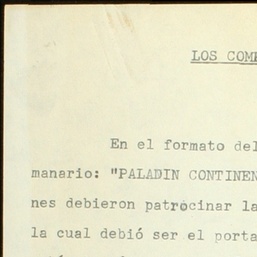 LOS COM
En el formato del
manario: "PALADIN CONTINEN
nes debieron patrocinar la
la cual debió ser el porta